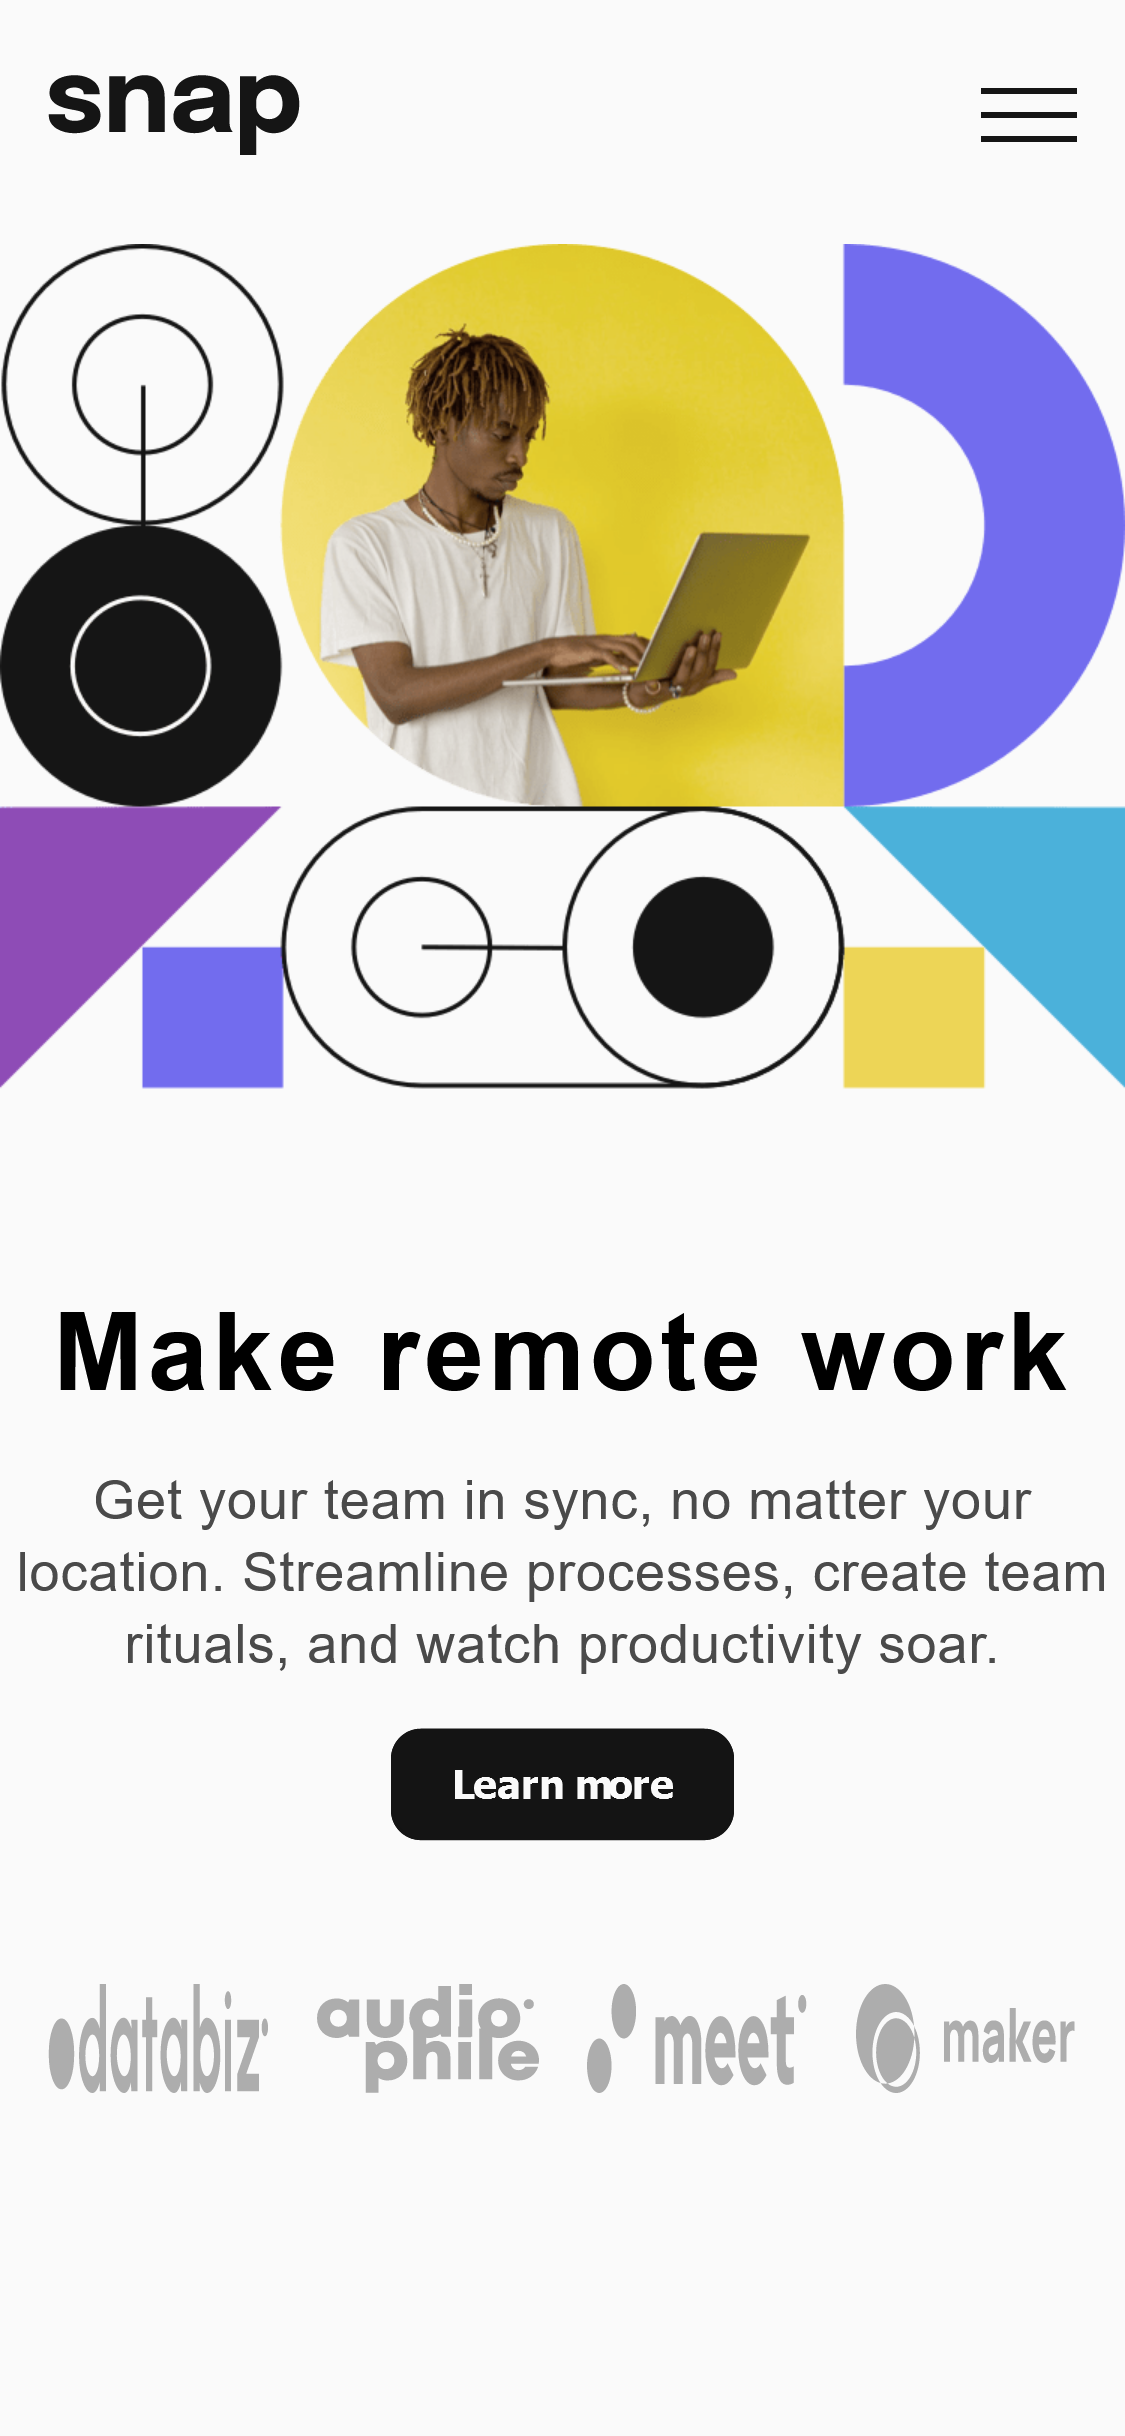 snap
Make remote work
Get your team in sync, no matter your
location. Streamline processes, create team
rituals, and watch productivity soar.
Learn more
databiz
audiophile
meet
maker